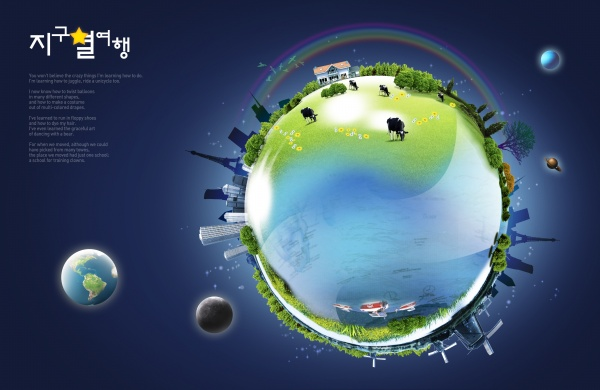 지구★별여행
You won't believe the crazy things I'm learning how to do.
I'm learning how to juggle, ride a unicycle too.
I now know how to twist balloons
in many different shapes,
and how to make a costume
out of multi-colored drapes.
I've learned to run in floppy shoes
and how to dye my hair.
I've even learned the graceful art
of dancing with a bear.
For when we moved, although we could
have picked from many towns,
the place we moved had just one school:
a school for training clowns.